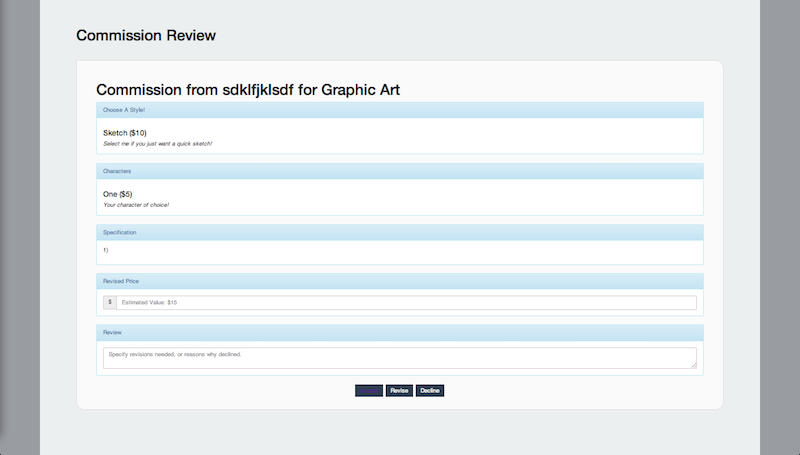 Commission Review
Commission from sdklfjklsdf for Graphic Art
Choose A Style!
Sketch ($10)
Select me if you just want a quick sketch!
Characters
One ($5)
Your character of choice!
Specification
1)
Revised Price
$ Estimated Value: $15
Review
Specify revisions needed, or reasons why declined.
Revise Decline